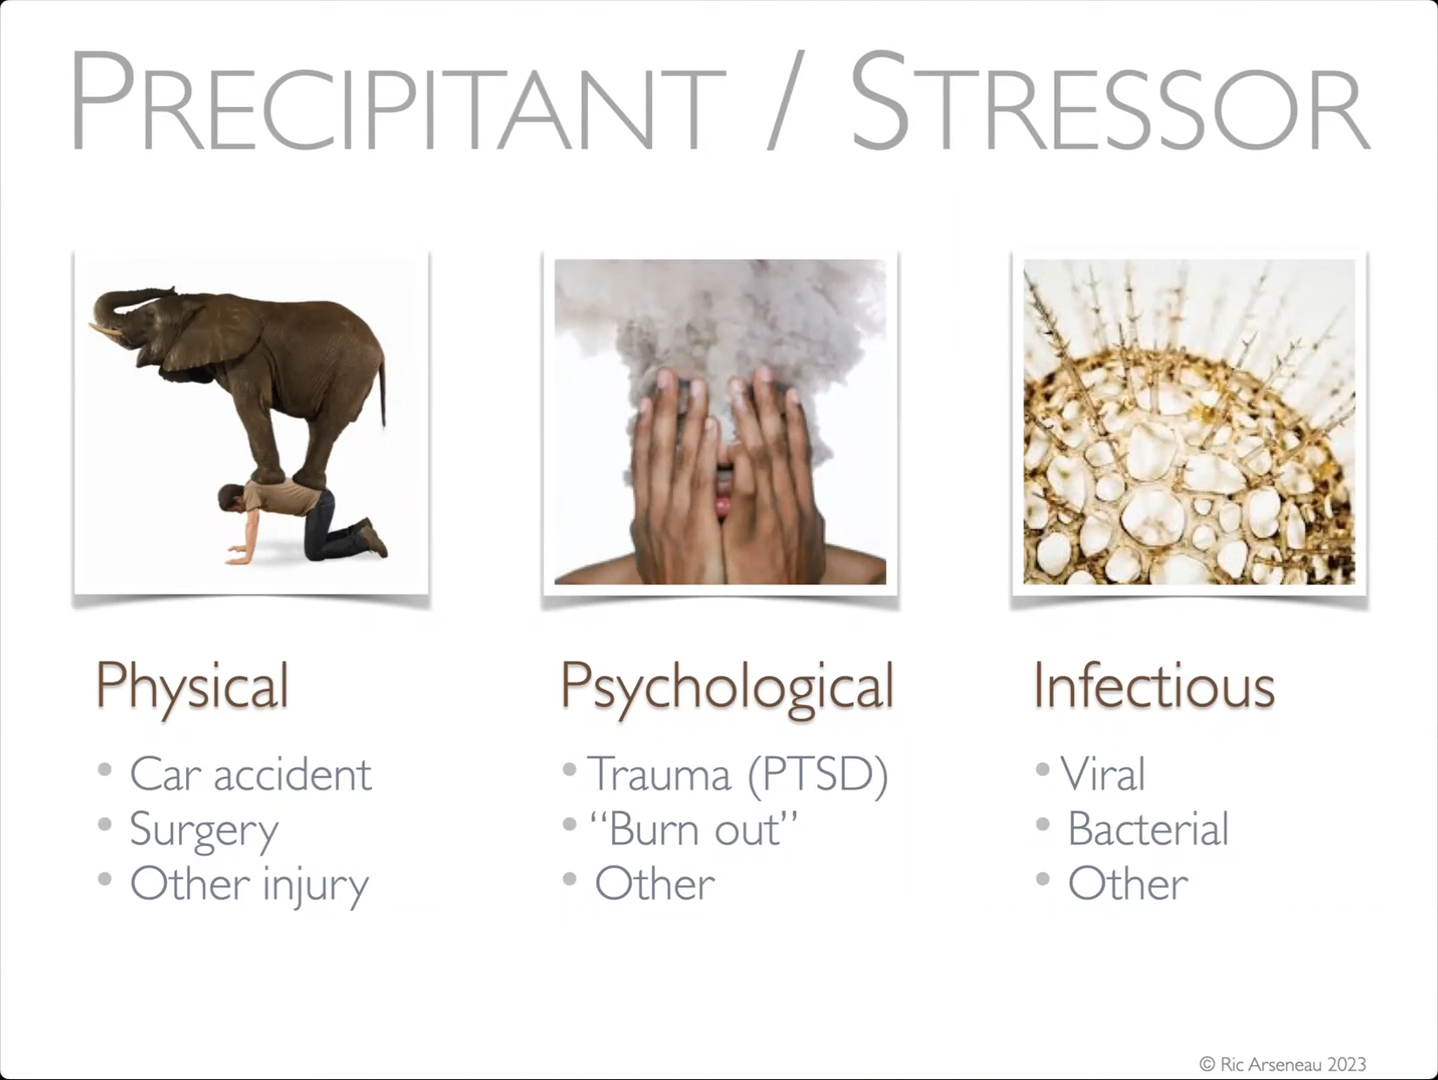 PRECIPITANT / STRESSOR
Physical
• Car accident
• Surgery
• Other injury
Psychological
• Trauma (PTSD)
• “Burn out”
• Other
Infectious
• Viral
• Bacterial
• Other
© Ric Arseneau 2023